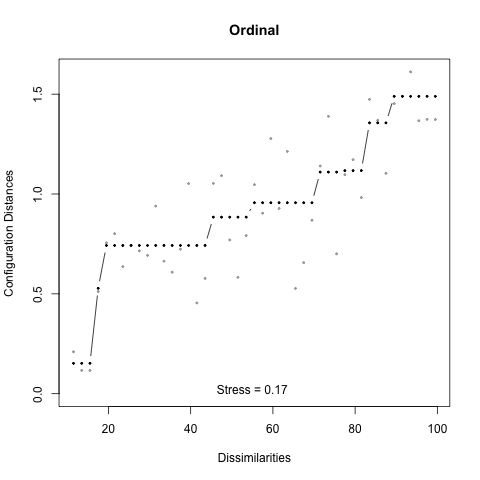 Ordinal
Configuration Distances
1.5
1.0
0.5
0.0
Stress = 0.17
20 40 60 80 100
Dissimilarities